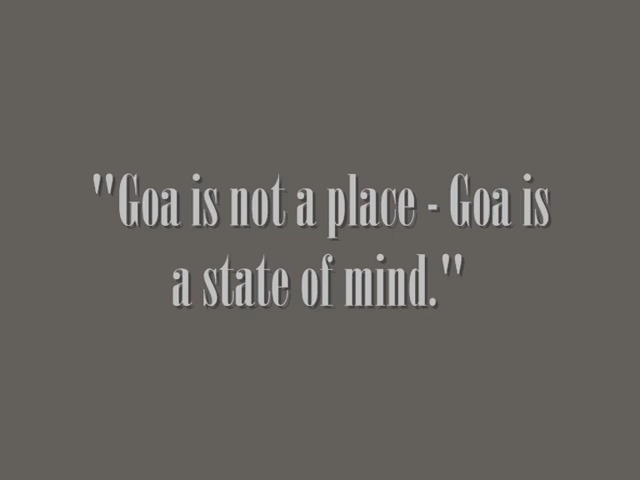 "Goa is not a place - Goa is
a state of mind."